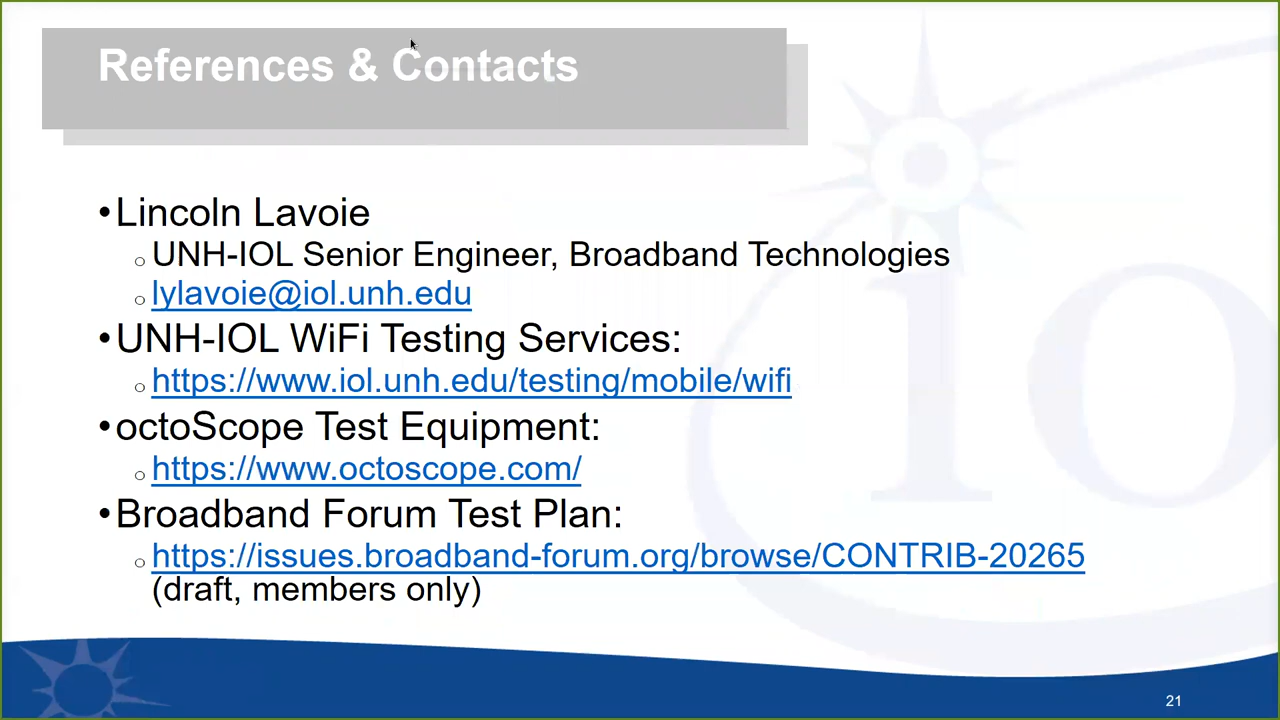 References & Contacts
•Lincoln Lavoie
○ UNH-IOL Senior Engineer, Broadband Technologies
○ lylavoie@iol.unh.edu
•UNH-IOL WiFi Testing Services:
○ https://www.iol.unh.edu/testing/mobile/wifi
•octoScope Test Equipment:
○ https://www.octoscope.com/
•Broadband Forum Test Plan:
○ https://issues.broadband-forum.org/browse/CONTRIB-20265
(draft, members only)
io
21